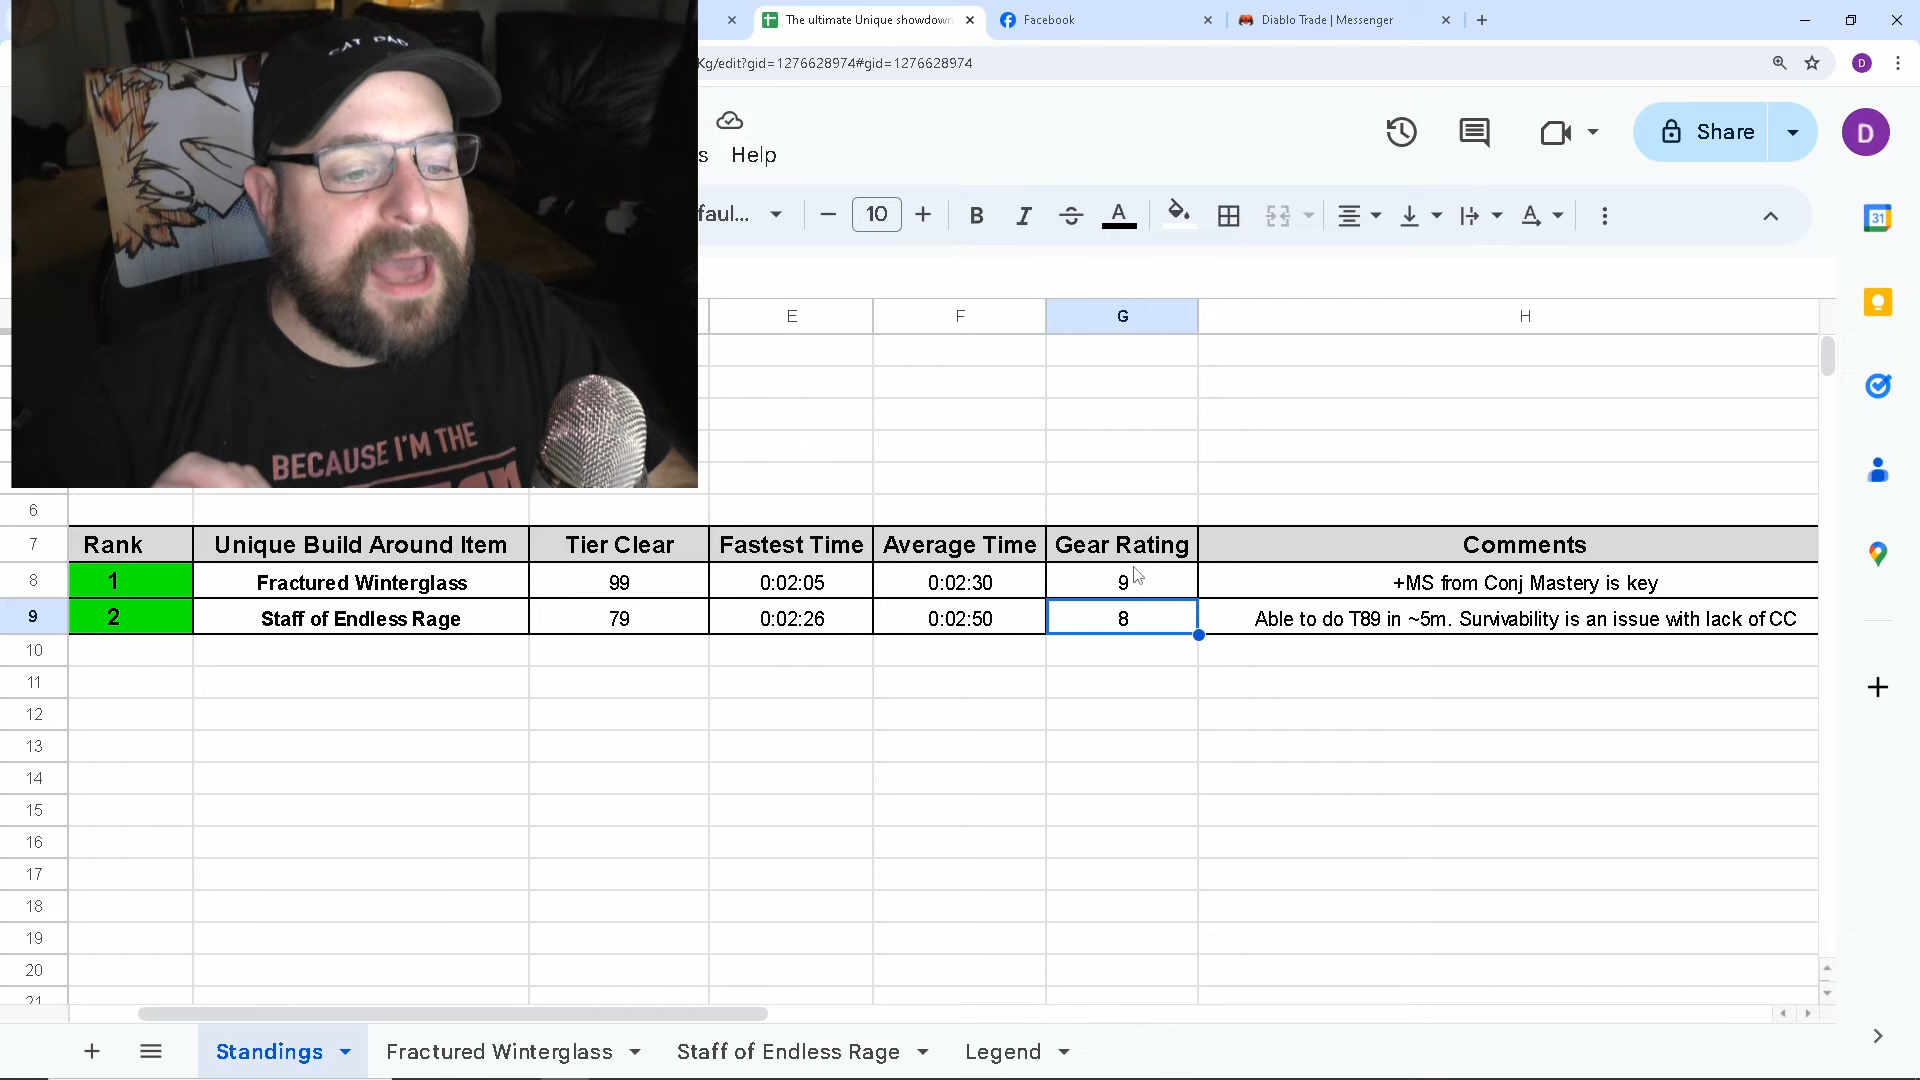 CAT DAD
BECAUSE I'M THE
The ultimate Unique showdown
Facebook
Diablo Trade | Messenger
Kg/edit?gid=1276628974#gid=1276628974
D
s Help
Share
D
faul...
10
B I A A
31
E F G H
6
7 Rank Unique Build Around Item Tier Clear Fastest Time Average Time Gear Rating Comments
8 1 Fractured Winterglass 99 0:02:05 0:02:30 9 +MS from Conj Mastery is key
9 2 Staff of Endless Rage 79 0:02:26 0:02:50 8 Able to do T89 in ~5m. Survivability is an issue with lack of CC
10
11
12
13
14
15
16
17
18
19
20
21
Standings Fractured Winterglass Staff of Endless Rage Legend